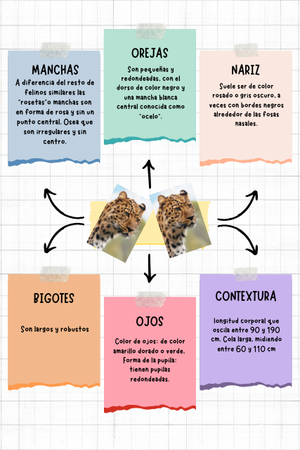 MANCHAS
A diferencia del resto de
felinos similares las
"rosetas"o manchas son
en forma de rosa y sin un
punto central. Osea que
son irregulares y sin
centro.
OREJAS
Son pequeñas y
redondeadas, con el
dorso de color negro y
una mancha blanca
central conocida como
"ocelo".
NARIZ
Suele ser de color
rosado o gris oscuro, a
veces con bordes negros
alrededor de las fosas
nasales.
BIGOTES
Son largos y robustos
OJOS
Color de ojos: de color
amarillo dorado o verde.
Forma de la pupila:
tienen pupilas
redondeadas.
CONTEXTURA
longitud corporal que
oscila entre 90 y 190
cm. Cola larga, midiendo
entre 60 y 110 cm